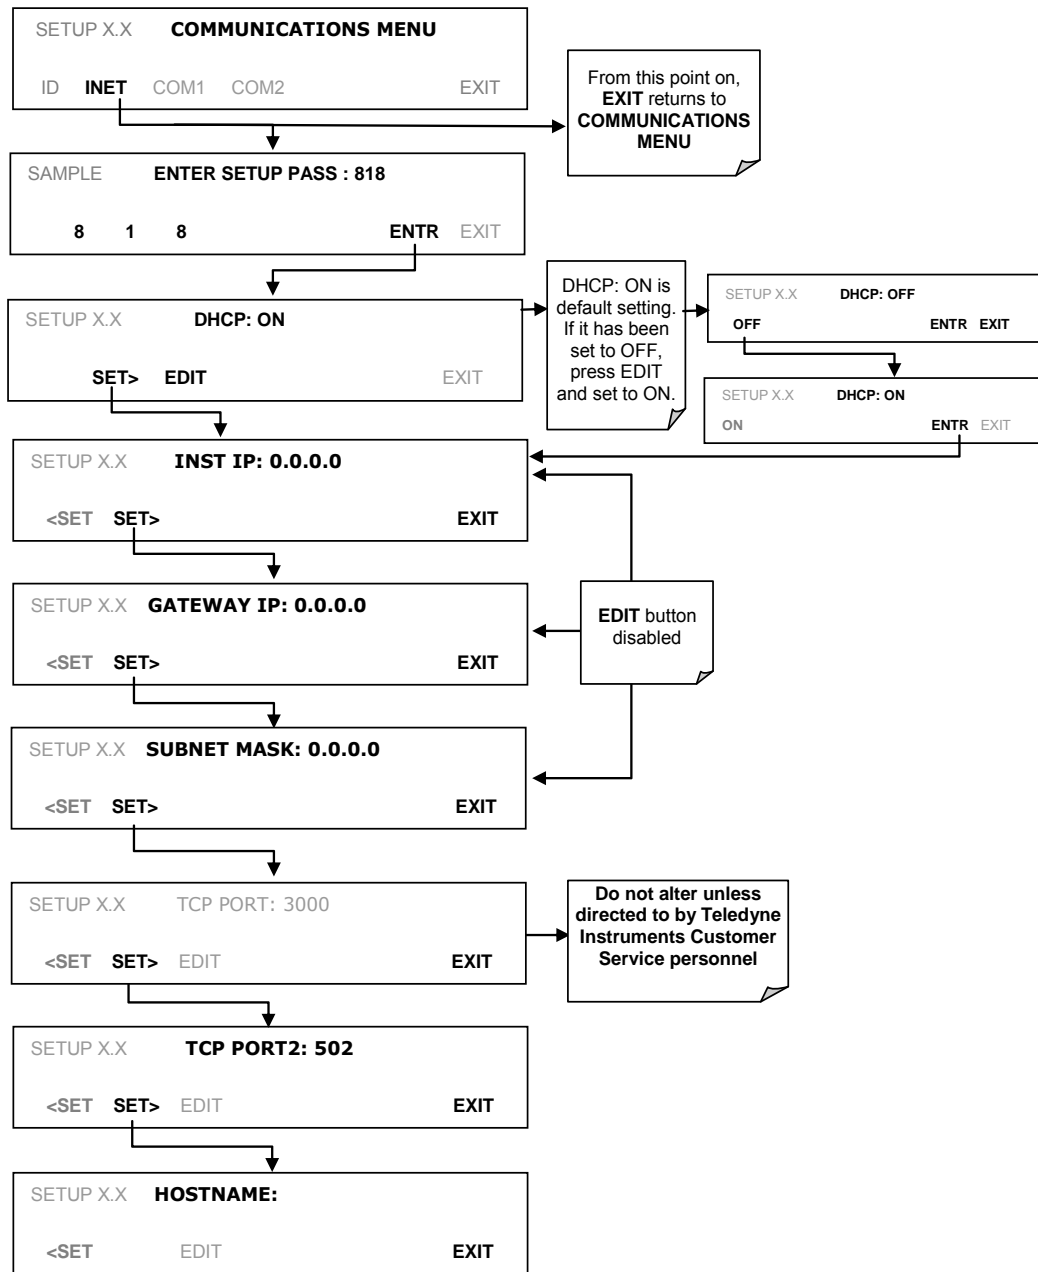 SETUP X.X COMMUNICATIONS MENU
ID INET COM1 COM2 EXIT
From this point on,
EXIT returns to
COMMUNICATIONS
MENU
SAMPLE ENTER SETUP PASS : 818
8 1 8 ENTR EXIT
SETUP X.X DHCP: ON
SET> EDIT EXIT
DHCP: ON is
default setting.
If it has been
set to OFF,
press EDIT
and set to ON.
SETUP X.X DHCP: OFF
OFF ENTR EXIT
SETUP X.X DHCP: ON
ON ENTR EXIT
SETUP X.X INST IP: 0.0.0.0
<SET SET> EXIT
SETUP X.X GATEWAY IP: 0.0.0.0
<SET SET> EXIT
EDIT button
disabled
SETUP X.X SUBNET MASK: 0.0.0.0
<SET SET> EXIT
SETUP X.X TCP PORT: 3000
<SET SET> EDIT EXIT
Do not alter unless
directed to by Teledyne
Instruments Customer
Service personnel
SETUP X.X TCP PORT2: 502
<SET SET> EDIT EXIT
SETUP X.X HOSTNAME:
<SET EDIT EXIT